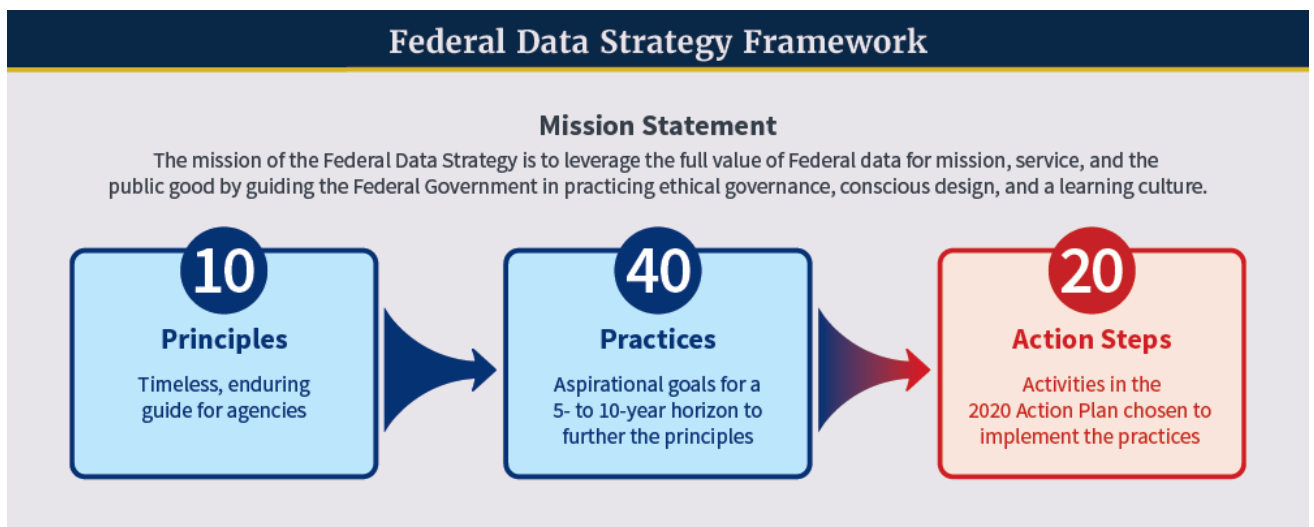 Federal Data Strategy Framework
Mission Statement
The mission of the Federal Data Strategy is to leverage the full value of Federal data for mission, service, and the
public good by guiding the Federal Government in practicing ethical governance, conscious design, and a learning culture.
10
Principles
Timeless, enduring
guide for agencies
40
Practices
Aspirational goals for a
5- to 10-year horizon to
further the principles
20
Action Steps
Activities in the
2020 Action Plan chosen to
implement the practices